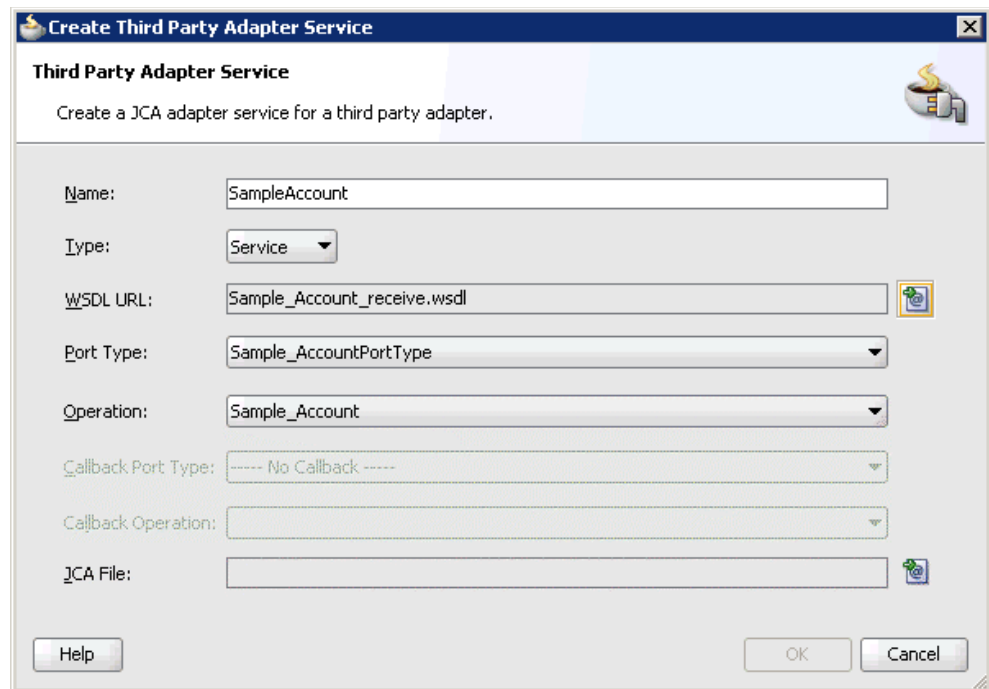 Create Third Party Adapter Service
Third Party Adapter Service
Create a JCA adapter service for a third party adapter.
Name: SampleAccount
Type: Service
WSDL URL: Sample_Account_receive.wsdl
Port Type: Sample_AccountPortType
Operation: Sample_Account
Callback Port Type: ----- No Callback -----
Callback Operation:
JCA File:
Help OK Cancel